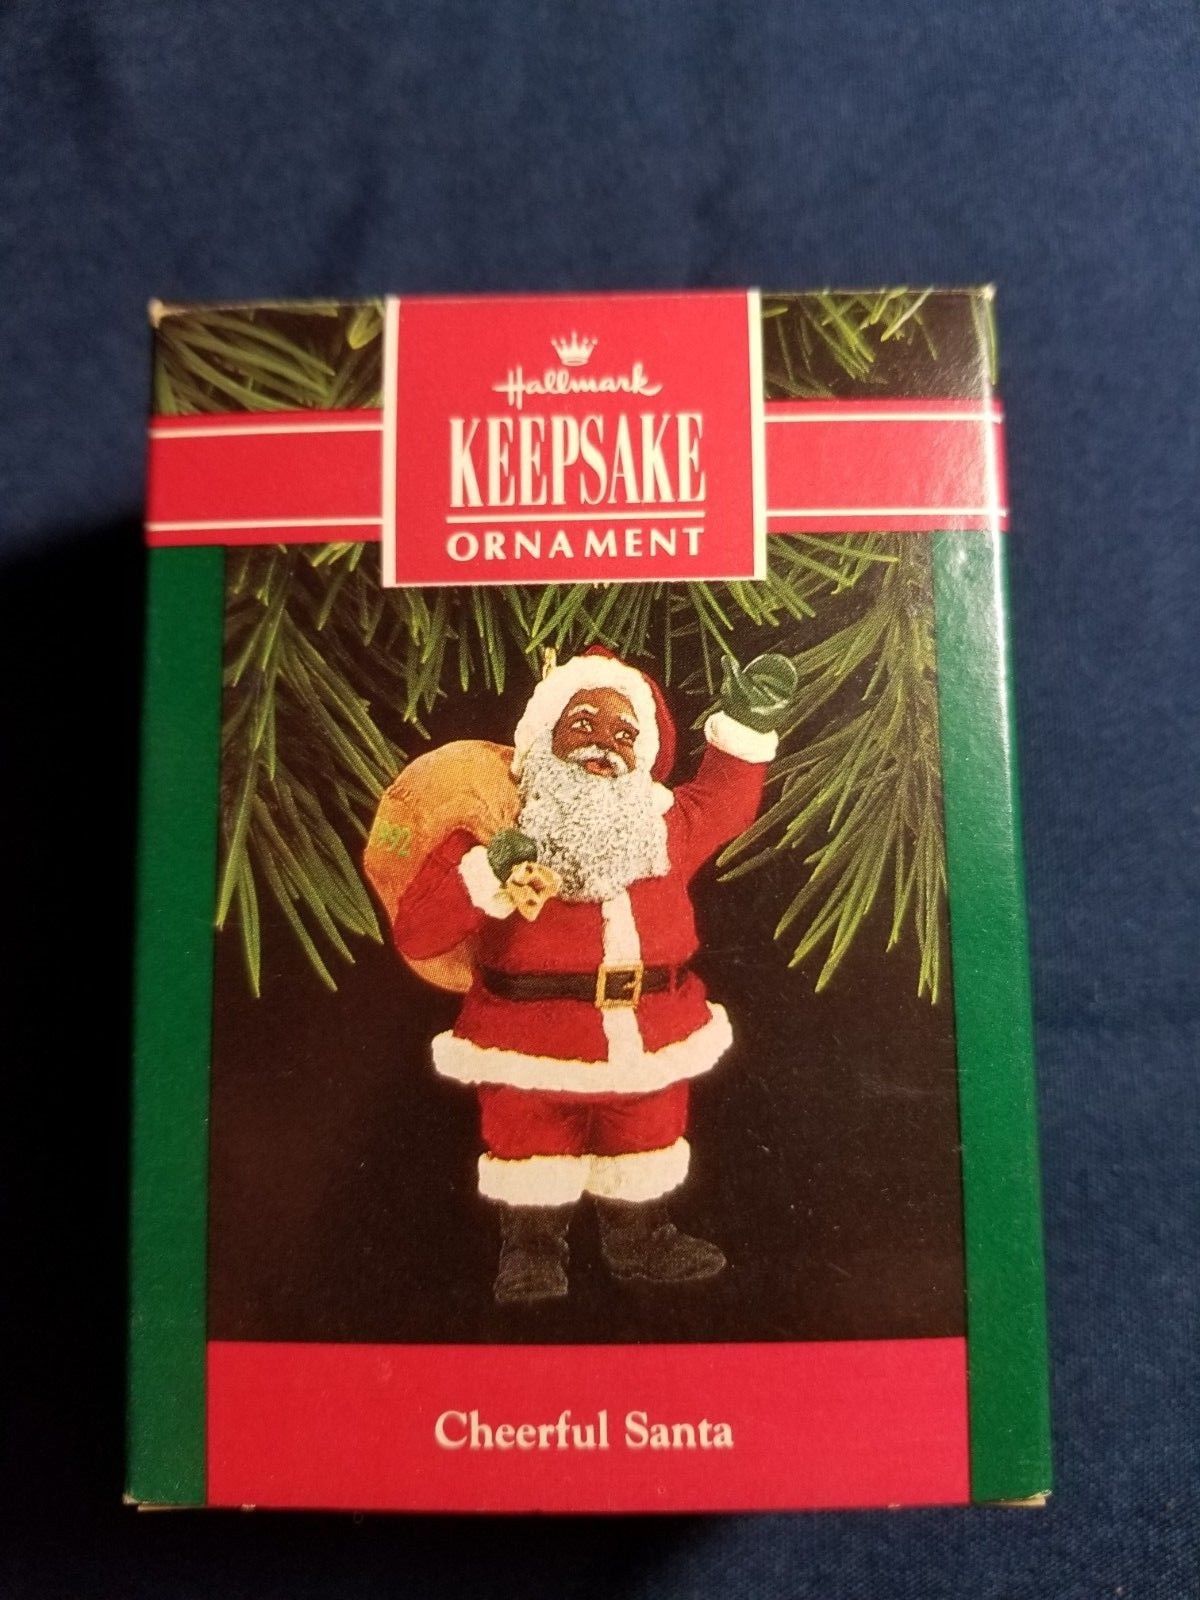 Hallmark
KEEPSAKE
ORNAMENT
Cheerful Santa